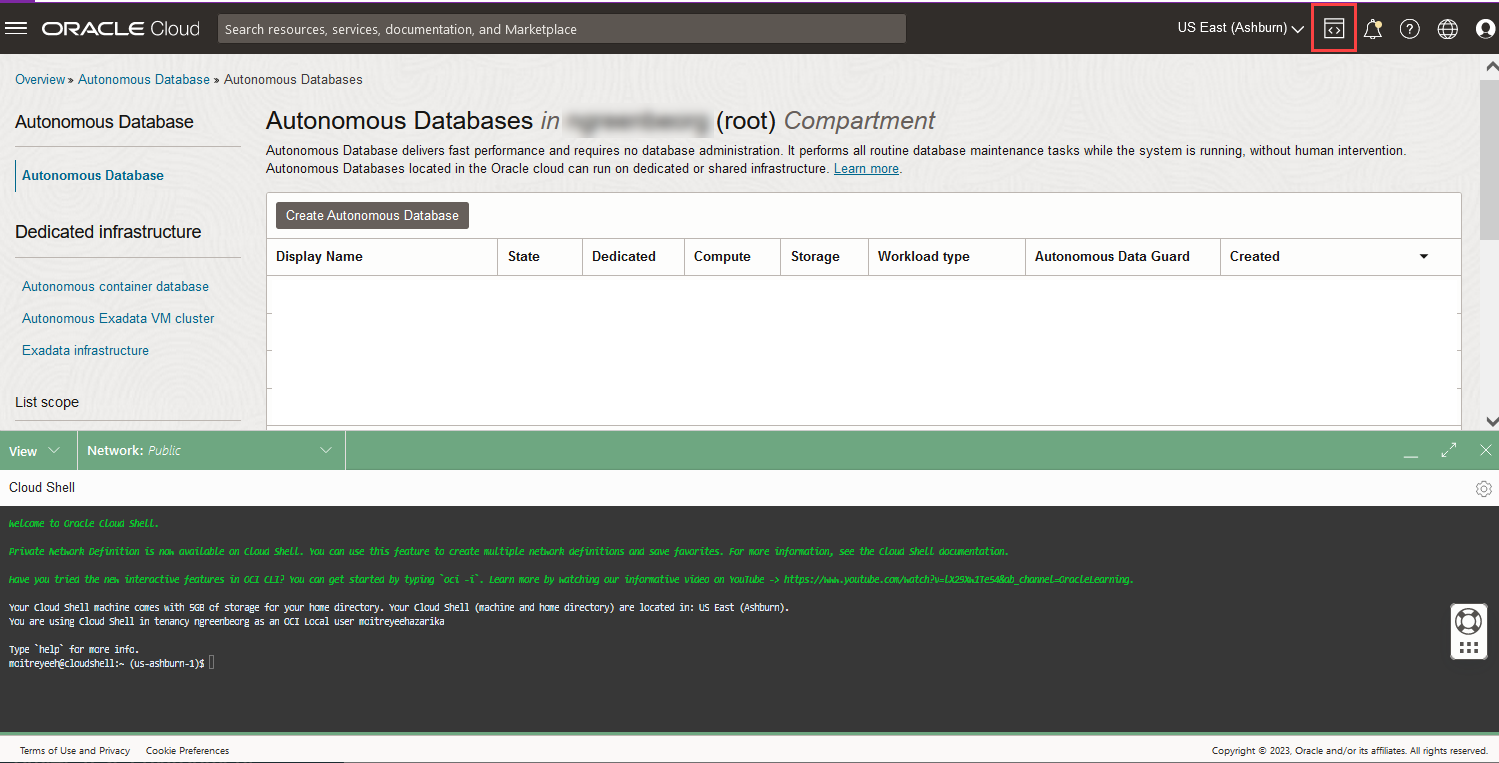 ORACLE Cloud
Search resources, services, documentation, and Marketplace
US East (Ashburn)
Overview » Autonomous Database » Autonomous Databases
Autonomous Database
Autonomous Database
Dedicated infrastructure
Autonomous container database
Autonomous Exadata VM cluster
Exadata infrastructure
List scope
Autonomous Databases in (root) Compartment
Autonomous Database delivers fast performance and requires no database administration. It performs all routine database maintenance tasks while the system is running, without human intervention.
Autonomous Databases located in the Oracle cloud can run on dedicated or shared infrastructure. Learn more.
Create Autonomous Database
Display Name State Dedicated Compute Storage Workload type Autonomous Data Guard Created
View Network: Public
Cloud Shell
Welcome to Oracle Cloud Shell.
Private Network Definition is now available on Cloud Shell. You can use this feature to create multiple network definitions and save favorites. For more information, see the Cloud Shell documentation.
Have you tried the new interactive features in OCI CLI? You can get started by typing `oci -i`. Learn more by watching our informative video on YouTube ->
Your Cloud Shell machine comes with 5GB of storage for your home directory. Your Cloud Shell (machine and home directory) are located in: US East (Ashburn).
You are using Cloud Shell in tenancy ngreenbeorg as an OCI Local user moitreyeehazarika
Type `help` for more info.
moitreyeeh@cloudshell:~ (us-ashburn-1)$
Terms of Use and Privacy Cookie Preferences
Copyright © 2023, Oracle and/or its affiliates. All rights reserved.